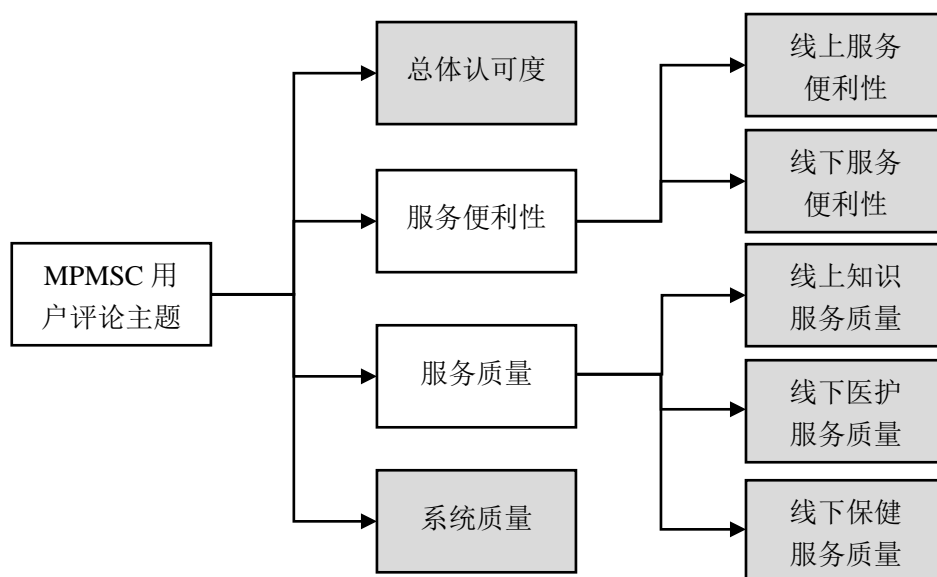 MPMSC 用
户评论主题
总体认可度
服务便利性
服务质量
系统质量
线上服务
便利性
线下服务
便利性
线上知识
服务质量
线下医护
服务质量
线下保健
服务质量